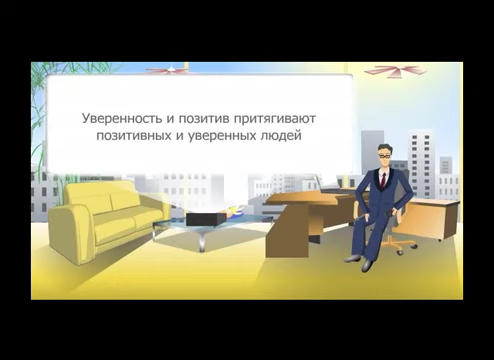 Уверенность и позитив притягивают
позитивных и уверенных людей